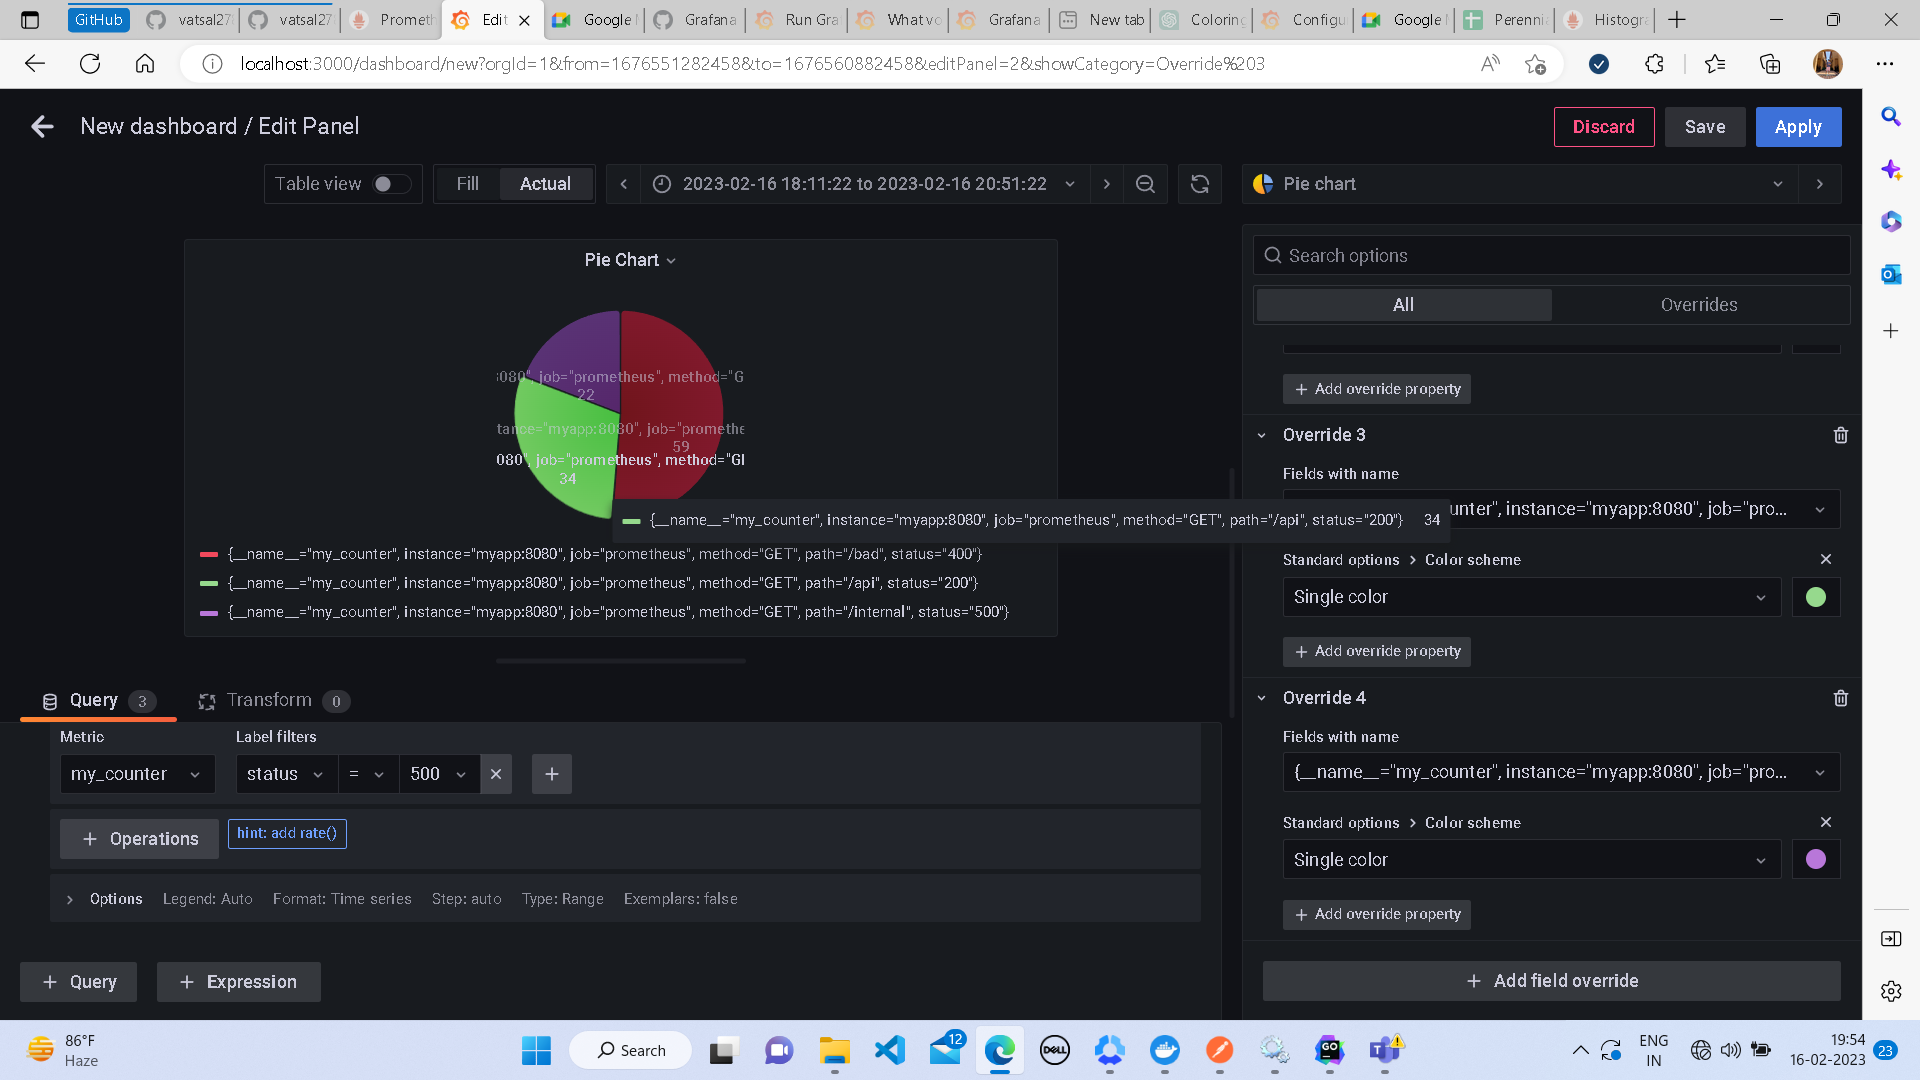 GitHub
vatsal27
vatsal27
Prometh
Edit
Google M
Grafana
Run Gra
What vo
Grafana
New tab
Coloring
Configu
Google M
Perennia
Histogra
localhost:3000/dashboard/new?orgId=1&from=1676551282458&to=1676560882458&editPanel=2&showCategory=Override%203
New dashboard / Edit Panel
Discard
Save
Apply
Table view
Fill
Actual
2023-02-16 18:11:22 to 2023-02-16 20:51:22
Pie chart
Pie Chart
Search options
All
Overrides
8080", job="prometheus", method="G
22
tance="myapp:8080", job="promethe
59
080", job="prometheus", method="GI
34
{__name__="my_counter", instance="myapp:8080", job="prometheus", method="GET", path="/api", status="200"} 34
{__name__="my_counter", instance="myapp:8080", job="prometheus", method="GET", path="/bad", status="400"}
{__name__="my_counter", instance="myapp:8080", job="prometheus", method="GET", path="/api", status="200"}
{__name__="my_counter", instance="myapp:8080", job="prometheus", method="GET", path="/internal", status="500"}
+ Add override property
Override 3
Fields with name
unter", instance="myapp:8080", job="pro...
Standard options > Color scheme
Single color
+ Add override property
Override 4
Fields with name
{__name__="my_counter", instance="myapp:8080", job="pro...
Standard options > Color scheme
Single color
+ Add override property
+ Add field override
Query 3
Transform 0
Metric
Label filters
my_counter
status
=
500
+ Operations
hint: add rate()
Options Legend: Auto Format: Time series Step: auto Type: Range Exemplars: false
+ Query
+ Expression
86°F
Haze
Search
12
DELL
GO
ENG
IN
19:54
16-02-2023
23